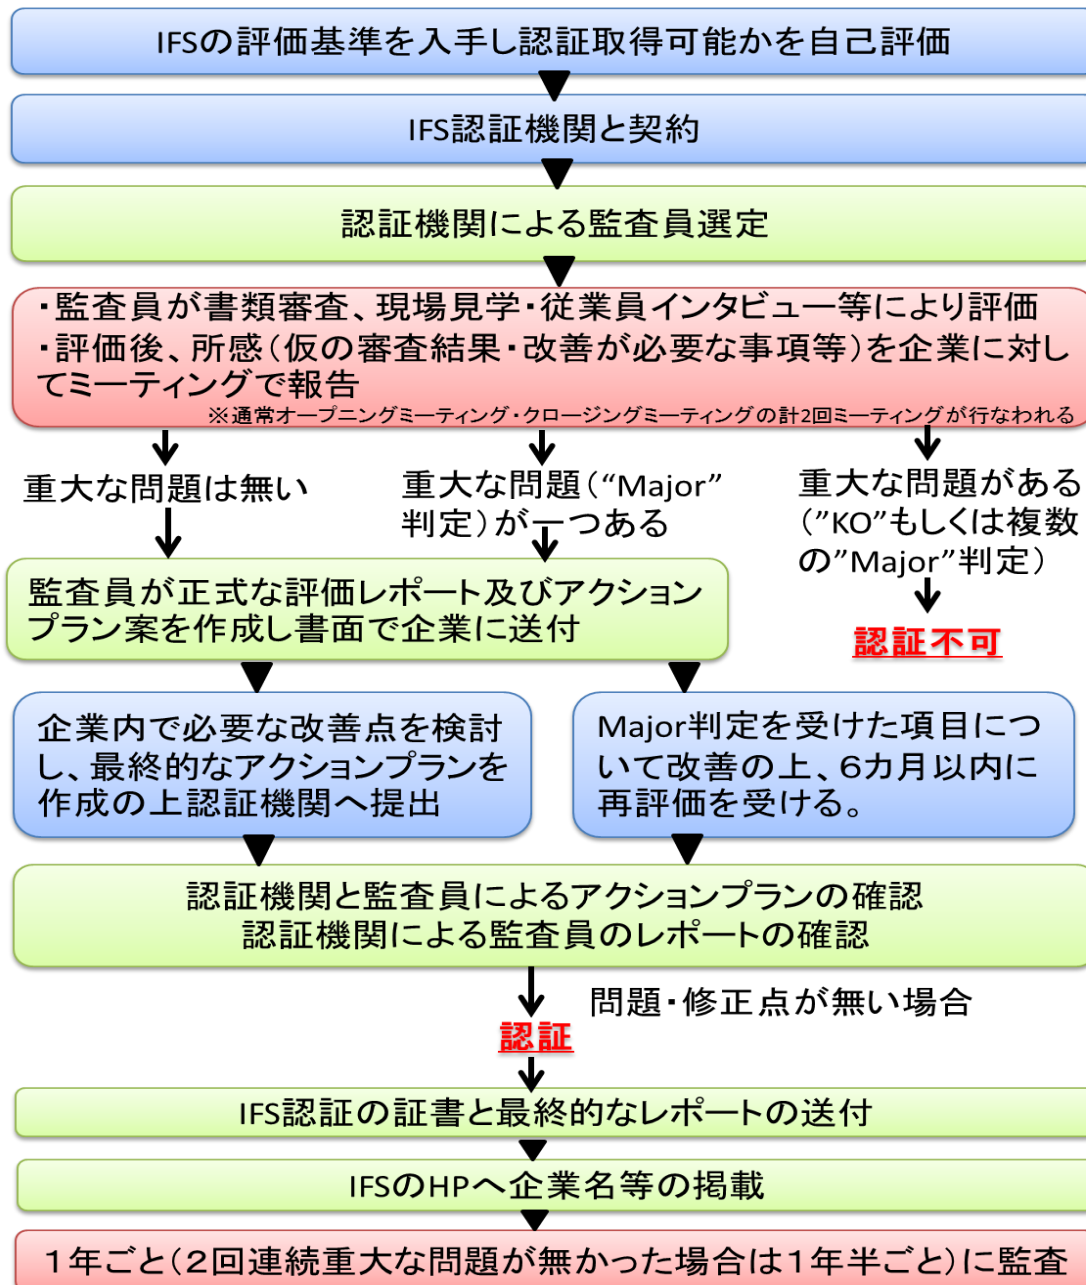 IFSの評価基準を入手し認証取得可能かを自己評価
IFS認証機関と契約
認証機関による監査員選定
・監査員が書類審査、現場見学・従業員インタビュー等により評価
・評価後、所感（仮の審査結果・改善が必要な事項等）を企業に対し
てミーティングで報告
※通常オープニングミーティング・クロージングミーティングの計2回ミーティングが行なわれる
重大な問題は無い
重大な問題（“Major”
判定）が一つある
重大な問題がある
（”KO”もしくは複数
の”Major”判定）
認証不可
監査員が正式な評価レポート及びアクション
プラン案を作成し書面で企業に送付
企業内で必要な改善点を検討
し、最終的なアクションプランを
作成の上認証機関へ提出
Major判定を受けた項目につ
いて改善の上、６カ月以内に
再評価を受ける。
認証機関と監査員によるアクションプランの確認
認証機関による監査員のレポートの確認
問題・修正点が無い場合
認証
IFS認証の証書と最終的なレポートの送付
IFSのHPへ企業名等の掲載
１年ごと（２回連続重大な問題が無かった場合は１年半ごと）に監査